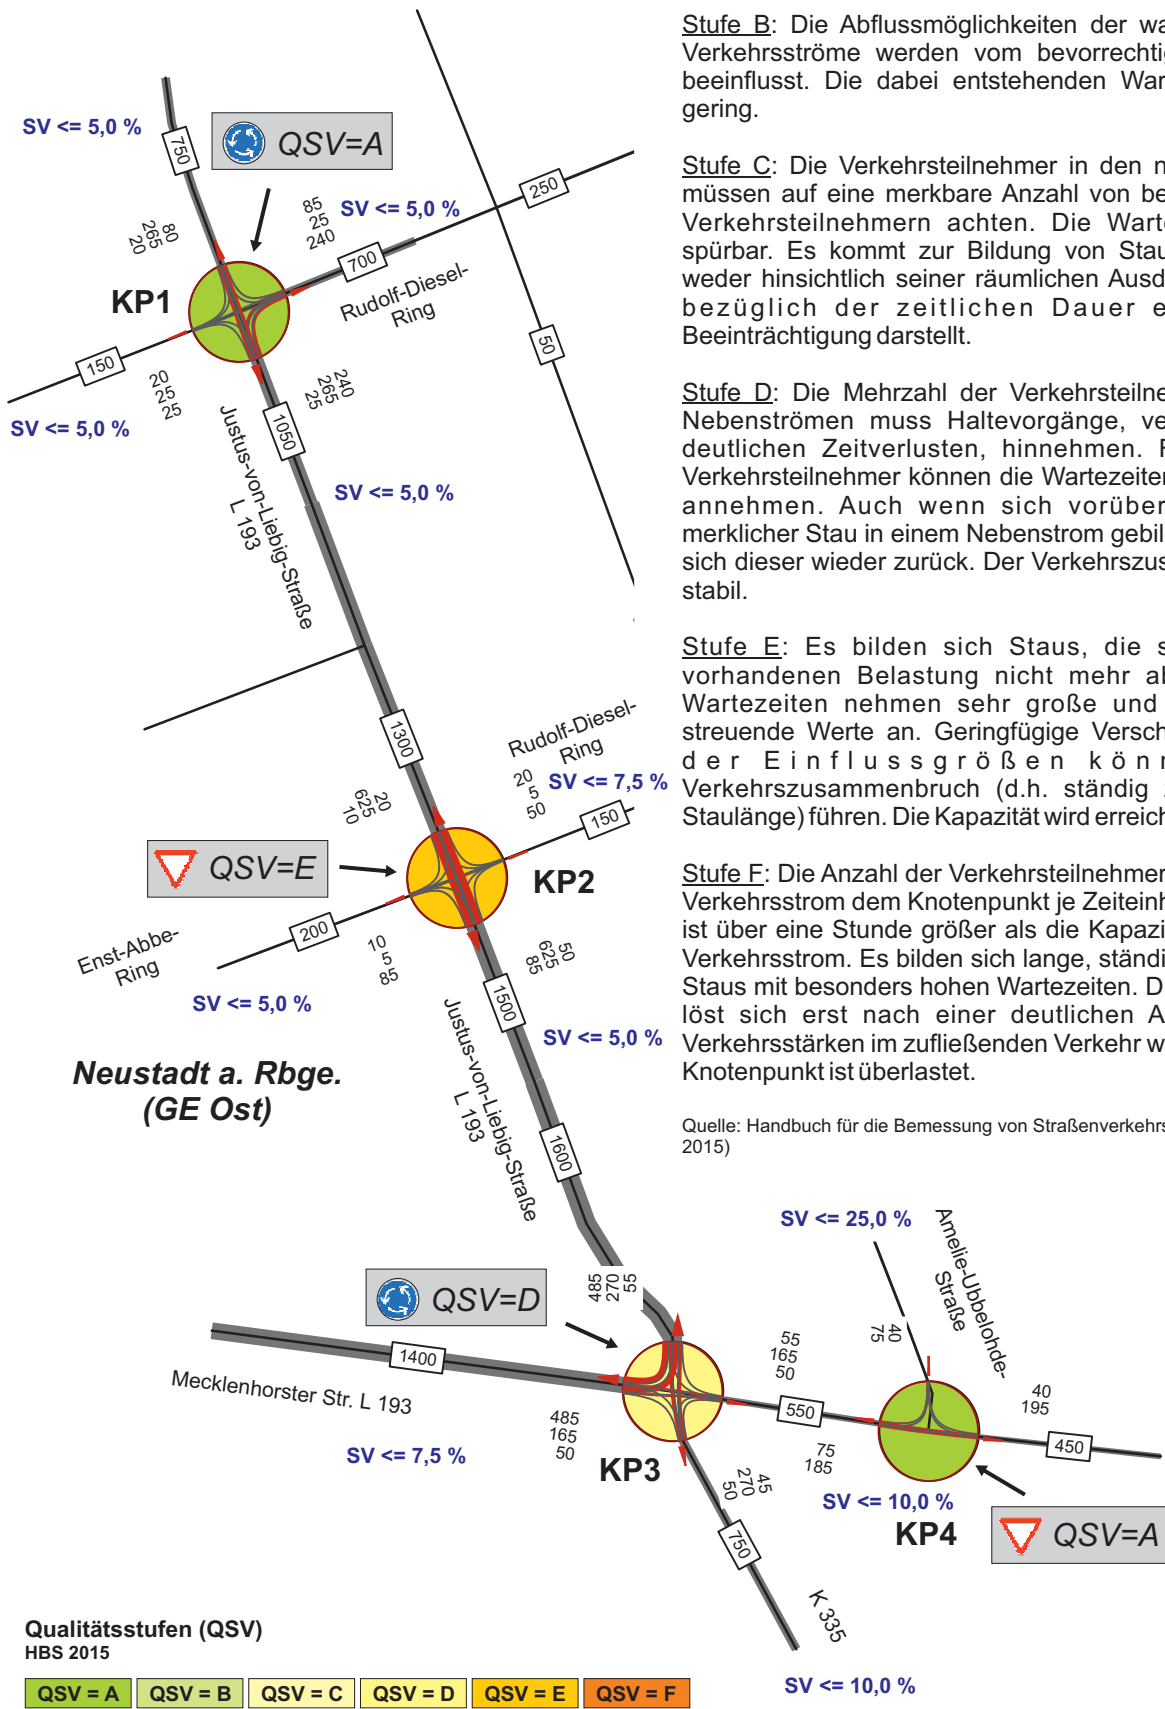 Stufe B: Die Abflussmöglichkeiten der wa
Verkehrsströme werden vom bevorrechtig
beeinflusst. Die dabei entstehenden War
gering.
Stufe C: Die Verkehrsteilnehmer in den n
müssen auf eine merkbare Anzahl von be
Verkehrsteilnehmern achten. Die Wart
spürbar. Es kommt zur Bildung von Stau
weder hinsichtlich seiner räumlichen Ausd
bezüglich der zeitlichen Dauer e
Beeinträchtigung darstellt.
Stufe D: Die Mehrzahl der Verkehrsteilne
Nebenströmen muss Haltevorgänge, ve
deutlichen Zeitverlusten, hinnehmen. F
Verkehrsteilnehmer können die Wartezeiten
annehmen. Auch wenn sich vorüber
merklicher Stau in einem Nebenstrom gebil
sich dieser wieder zurück. Der Verkehrszus
stabil.
Stufe E: Es bilden sich Staus, die s
vorhandenen Belastung nicht mehr ab
Wartezeiten nehmen sehr große und
streuende Werte an. Geringfügige Versch
der Einflussgrößen könn
Verkehrszusammenbruch (d.h. ständig z
Staulänge) führen. Die Kapazität wird erreich
Stufe F: Die Anzahl der Verkehrsteilnehmer
Verkehrsstrom dem Knotenpunkt je Zeiteinh
ist über eine Stunde größer als die Kapazi
Verkehrsstrom. Es bilden sich lange, ständi
Staus mit besonders hohen Wartezeiten. D
löst sich erst nach einer deutlichen A
Verkehrsstärken im zufließenden Verkehr w
Knotenpunkt ist überlastet.
Quelle: Handbuch für die Bemessung von Straßenverkehrs
2015)
SV <= 5,0 %
750
QSV=A
20
265
80
85
25
240
SV <= 5,0 %
250
700
Rudolf-Diesel-
Ring
KP1
50
150
20
25
25
SV <= 5,0 %
25
265
240
1050
SV <= 5,0 %
Justus-von-Liebig-Straße
L 193
1300
Rudolf-Diesel-
Ring
20
5
50
SV <= 7,5 %
150
10
625
20
QSV=E
KP2
200
Enst-Abbe-
Ring
10
5
85
SV <= 5,0 %
85
625
50
1500
SV <= 5,0 %
Justus-von-Liebig-Straße
L 193
Neustadt a. Rbge.
(GE Ost)
1600
SV <= 25,0 %
Amelie-Ubbelohde-
Straße
485
270
55
QSV=D
1400
Mecklenhorster Str. L 193
SV <= 7,5 %
485
165
50
KP3
55
165
50
550
75
40
40
195
450
75
185
SV <= 10,0 %
KP4
QSV=A
50
270
45
750
K 335
SV <= 10,0 %
Qualitätsstufen (QSV)
HBS 2015
QSV = A QSV = B QSV = C QSV = D QSV = E QSV = F